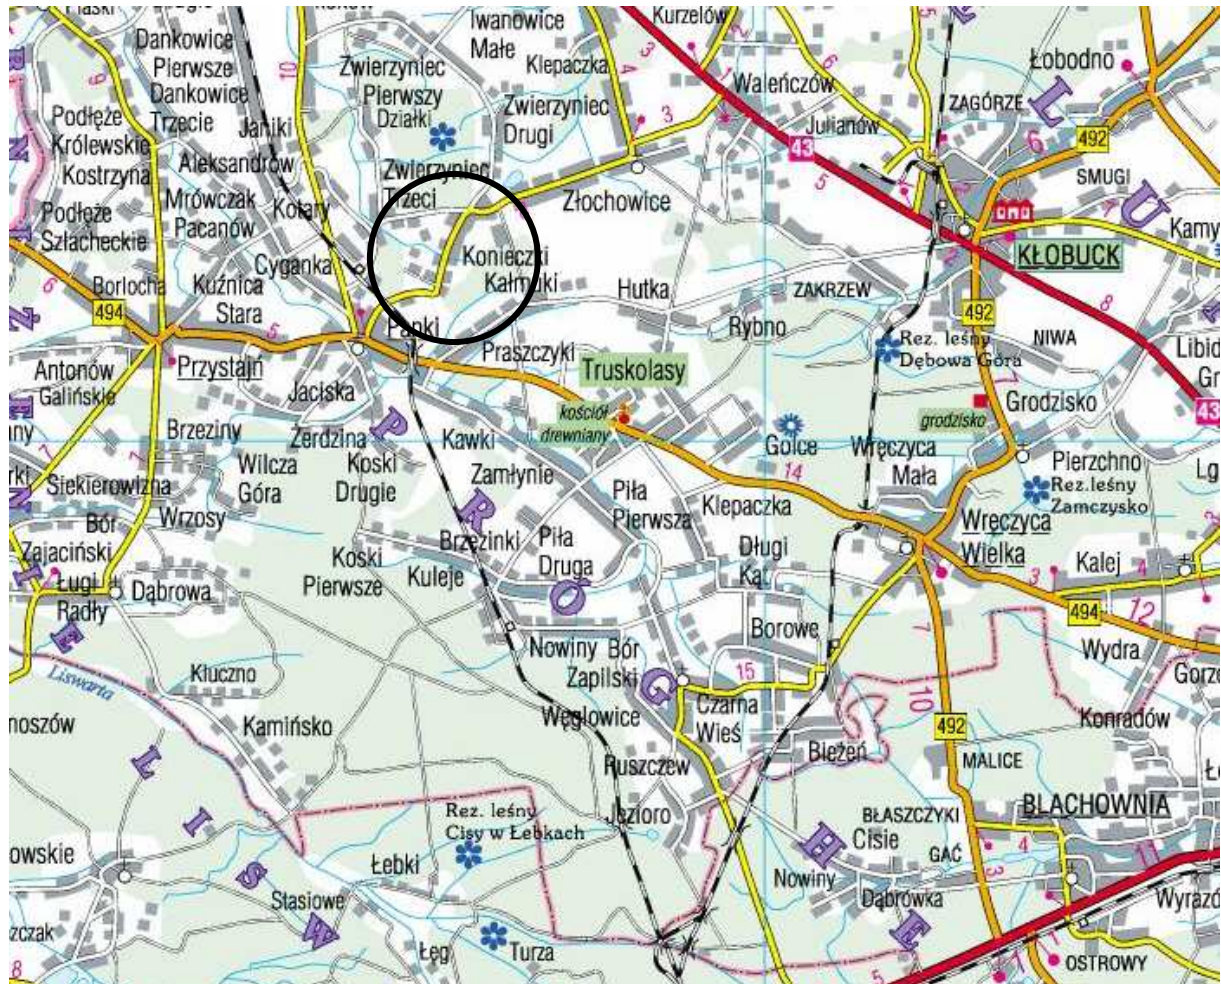 Iwanowice
Małe
Kurzelów
Dankowice
Pierwsze
Dankowice
Trzecie
Zwierzyniec
Pierwszy
Działki
Klepaczka
Waleńczów
Łobodno
ZAGÓRZE
Podłęże
Królewskie
Kostrzyna
Janiki
Zwierzyniec
Drugi
Julianów
492
43
SMUGI
Aleksandrów
Zwierzyniec
Trzeci
Mrówczak
Pacanów
Kotary
Złochowice
Podłęże
Szlacheckie
Kamy
KŁOBUCK
Cyganka
Konieczki
Kałmuki
Borlocha
Kuźnica
Stara
Hutka
ZAKRZEW
494
492
Rybno
Panki
Rez. leśny
Dębowa Góra
NIWA
Libid
Praszczyki
Truskolasy
Przystajń
Antonów
Galińskie
Jaciska
43
kościół
drewniany
grodzisko
Grodzisko
Brzeziny
Zerdzina
Kawki
Golce
Wręczyca
Mała
Wilcza
Góra
Koski
Drugie
Zamłynie
14
Pierzchno
Rez.leśny
Zamczysko
Siekierowizna
Piła
Pierwsza
Klepaczka
Wrzosy
Bór
Zajaciński
Wręczyca
Wielka
Brzezinki
Piła
Druga
Długi
Kąt
Kalej
Ługi
Radły
Dąbrowa
Koski
Pierwsze
Kuleje
494
12
Borowe
Wydra
Nowiny
Bór
Zapilski
15
Kluczno
Liswarta
10
Czarna
Wieś
Węglowice
Kamińsko
492
Konradów
Bieżeń
MALICE
Puszczew
Jezioro
BLACHOWNIA
Rez. leśny
Cisy w Łebkach
BŁASZCZYKI
Cisie
GAĆ
Łebki
Nowiny
Dąbrówka
Stasiowe
Łęg
Turza
OSTROWY